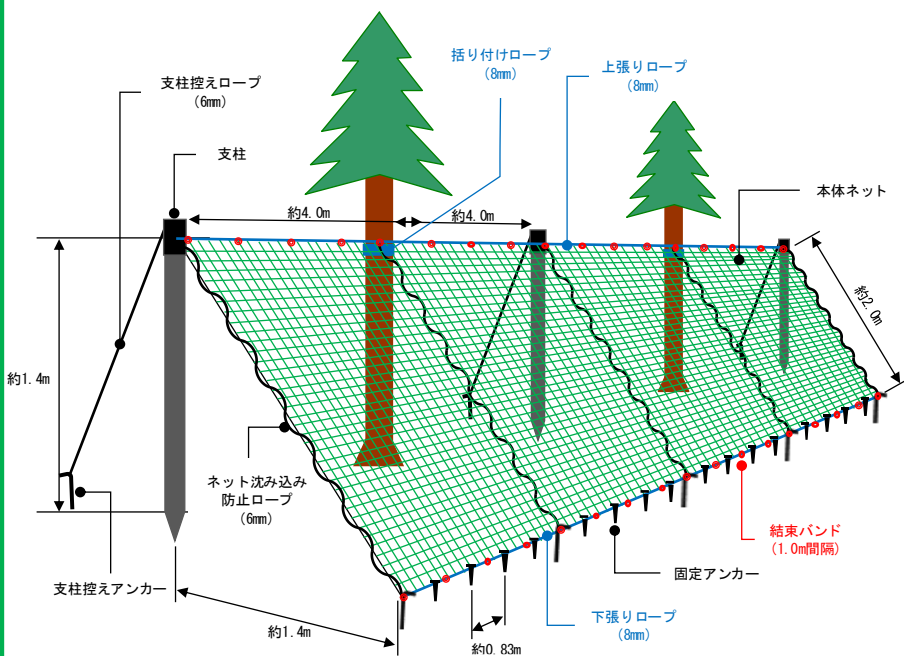 括り付けロープ
(8mm)
上張りロープ
(8mm)
支柱控えロープ
(6mm)
支柱
本体ネット
約4.0m
約4.0m
約2.0m
約1.4m
ネット沈み込み
防止ロープ
(6mm)
結束バンド
(1.0m間隔)
固定アンカー
支柱控えアンカー
下張りロープ
(8mm)
約1.4m
約0.83m